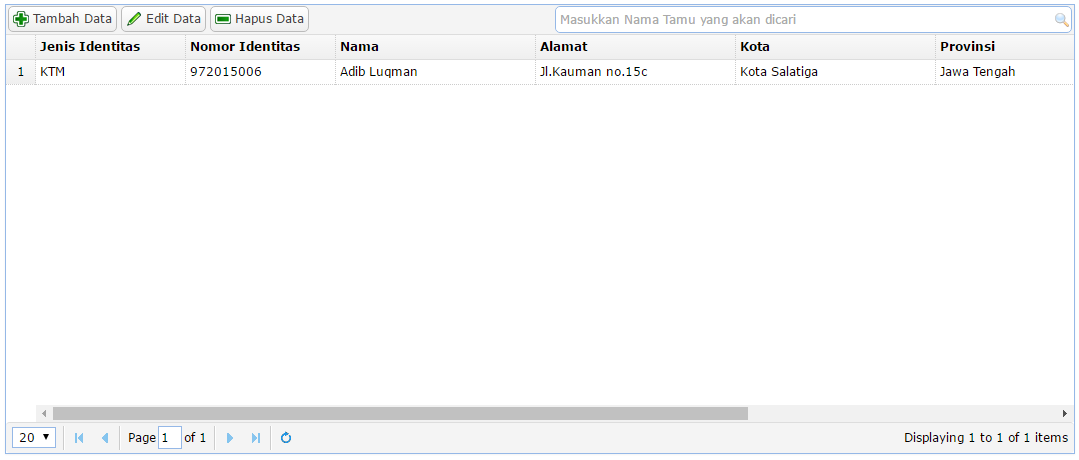 Tambah Data Edit Data Hapus Data Masukkan Nama Tamu yang akan dicari
Jenis Identitas Nomor Identitas Nama Alamat Kota Provinsi
1 KTM 972015006 Adib Luqman Jl.Kauman no.15c Kota Salatiga Jawa Tengah
20 Page 1 of 1 Displaying 1 to 1 of 1 items